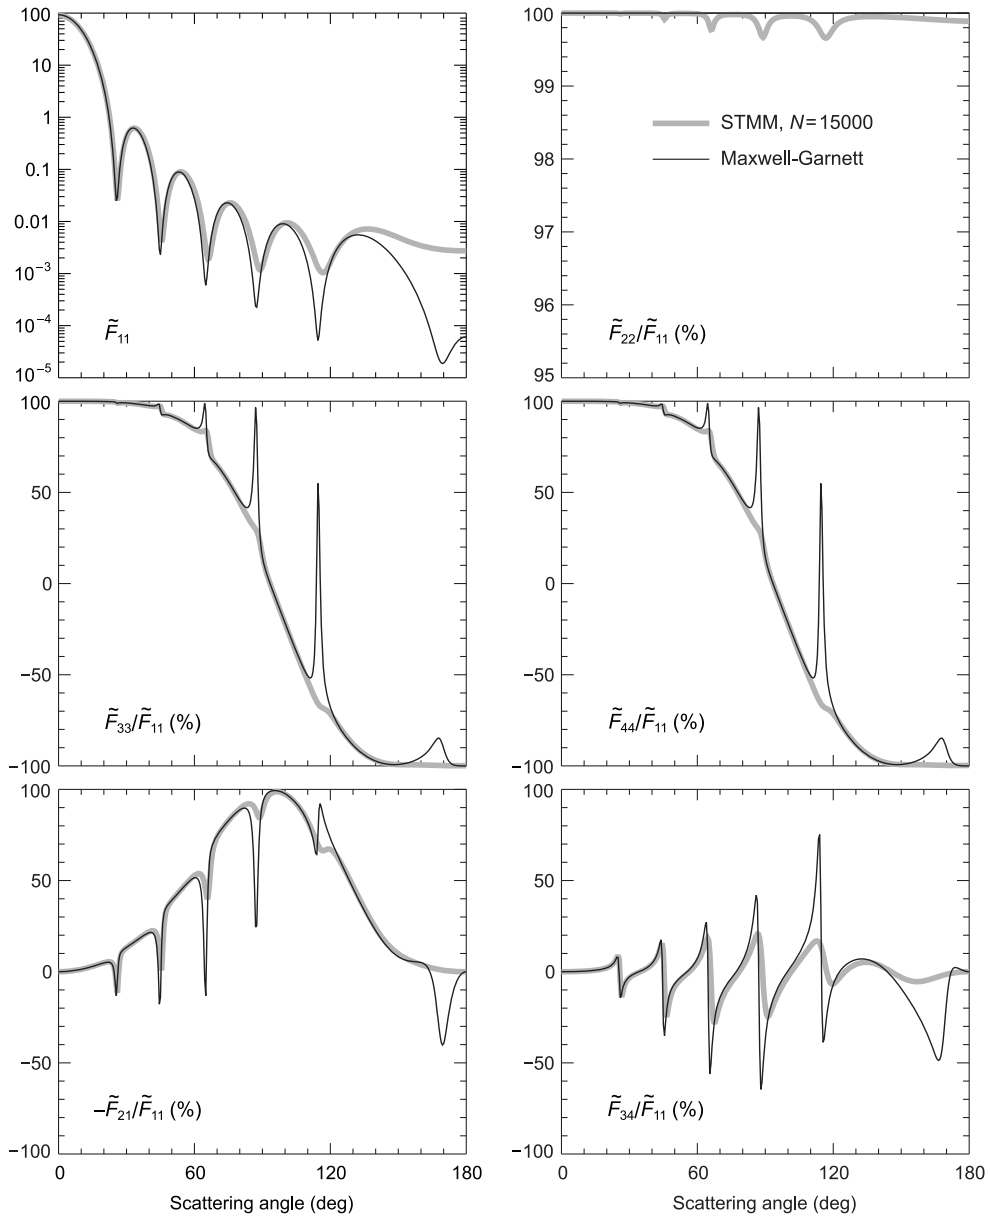 100
10
1
0.1
0.01
10⁻³
10⁻⁴
10⁻⁵
F̃₁₁
100
99
98
97
96
95
STMM, N=15000
Maxwell-Garnett
F̃₂₂/F̃₁₁ (%)
100
50
0
−50
−100
F̃₃₃/F̃₁₁ (%)
100
50
0
−50
−100
F̃₄₄/F̃₁₁ (%)
100
50
0
−50
−100
−F̃₂₁/F̃₁₁ (%)
0 60 120 180
Scattering angle (deg)
100
50
0
−50
−100
F̃₃₄/F̃₁₁ (%)
0 60 120 180
Scattering angle (deg)